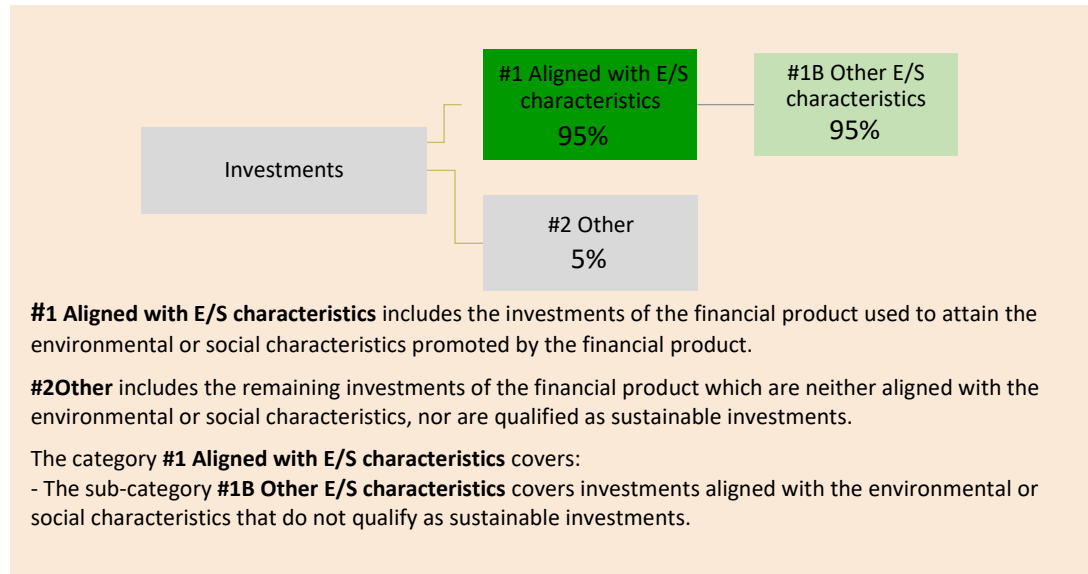 #1 Aligned with E/S
characteristics
95%
#1B Other E/S
characteristics
95%
Investments
#2 Other
5%
#1 Aligned with E/S characteristics includes the investments of the financial product used to attain the
environmental or social characteristics promoted by the financial product.
#2Other includes the remaining investments of the financial product which are neither aligned with the
environmental or social characteristics, nor are qualified as sustainable investments.
The category #1 Aligned with E/S characteristics covers:
- The sub-category #1B Other E/S characteristics covers investments aligned with the environmental or
social characteristics that do not qualify as sustainable investments.